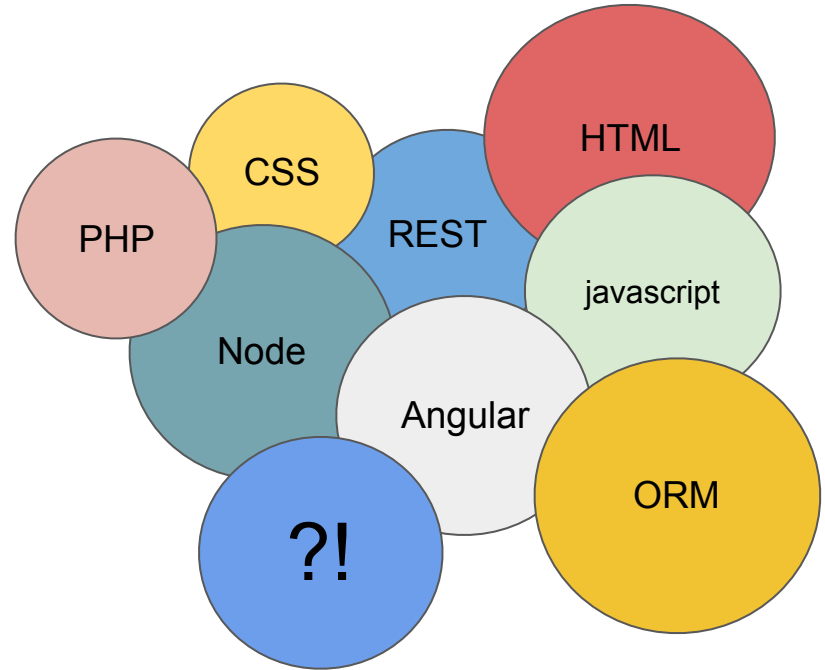 HTML
CSS
REST
PHP
javascript
Node
Angular
ORM
?!